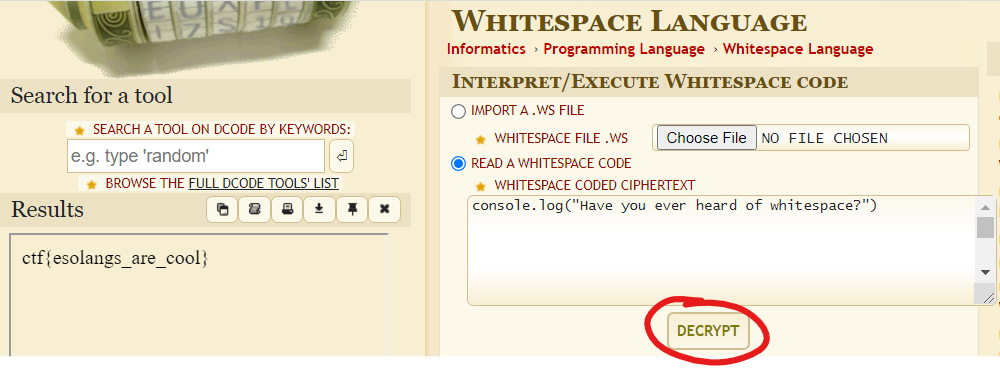 Search for a tool
★ SEARCH A TOOL ON DCODE BY KEYWORDS:
e.g. type 'random'
★ BROWSE THE FULL DCODE TOOLS' LIST
Results
ctf{esolangs_are_cool}
WHITESPACE LANGUAGE
Informatics › Programming Language › Whitespace Language
INTERPRET/EXECUTE WHITESPACE CODE
IMPORT A .WS FILE
★ WHITESPACE FILE .WS Choose File NO FILE CHOSEN
READ A WHITESPACE CODE
★ WHITESPACE CODED CIPHERTEXT
console.log("Have you ever heard of whitespace?")
DECRYPT